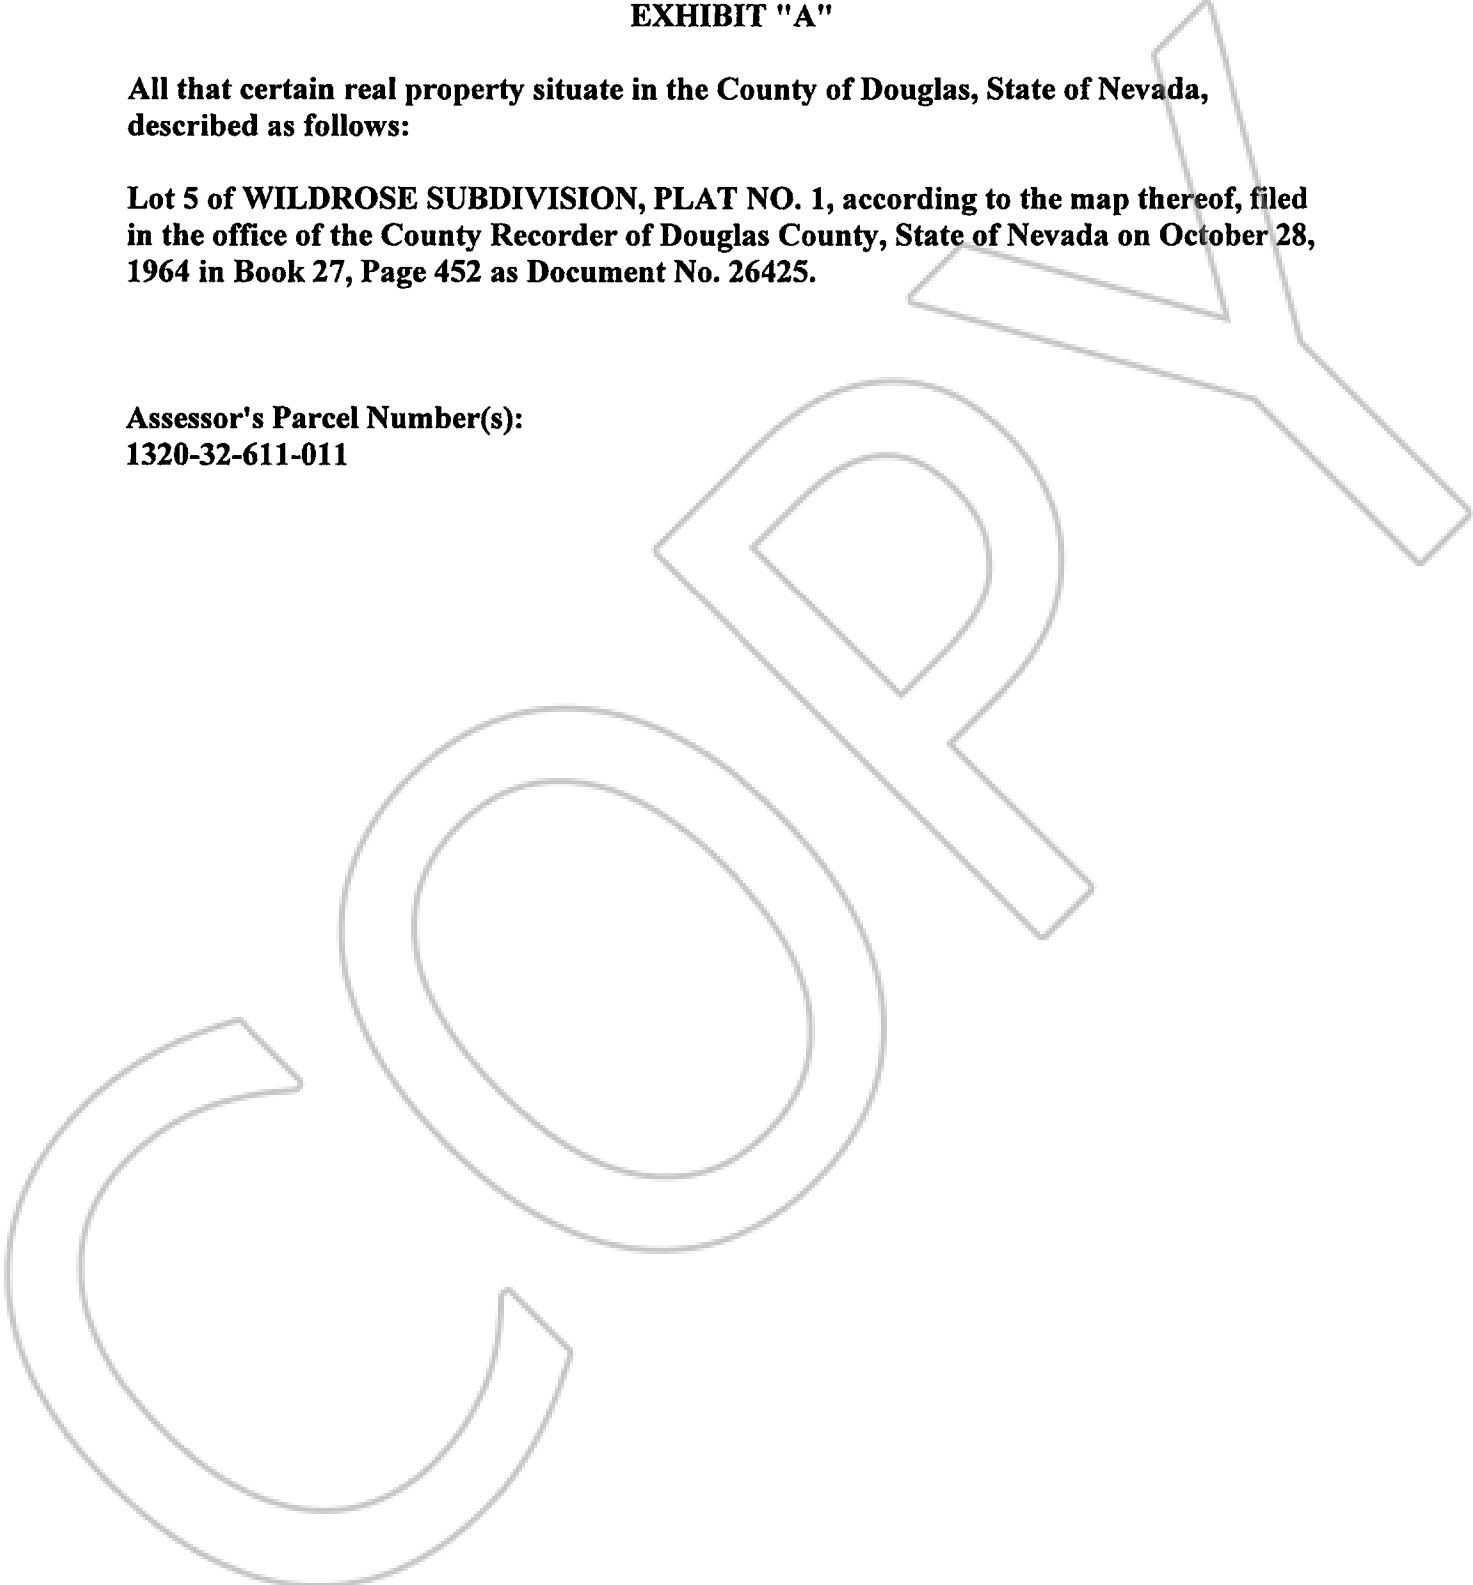 EXHIBIT "A"
All that certain real property situate in the County of Douglas, State of Nevada,
described as follows:
Lot 5 of WILDROSE SUBDIVISION, PLAT NO. 1, according to the map thereof, filed
in the office of the County Recorder of Douglas County, State of Nevada on October 28,
1964 in Book 27, Page 452 as Document No. 26425.
Assessor's Parcel Number(s):
1320-32-611-011
COPY